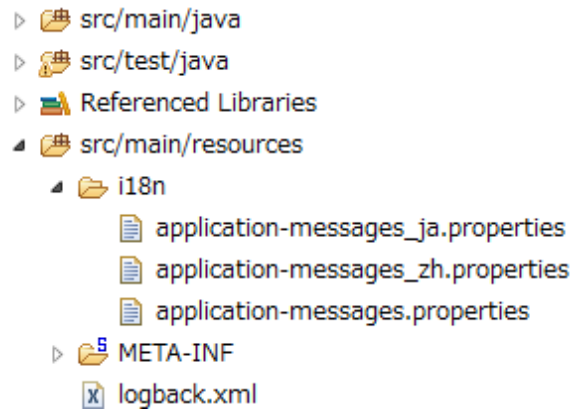 src/main/java
src/test/java
Referenced Libraries
src/main/resources
i18n
application-messages_ja.properties
application-messages_zh.properties
application-messages.properties
META-INF
logback.xml